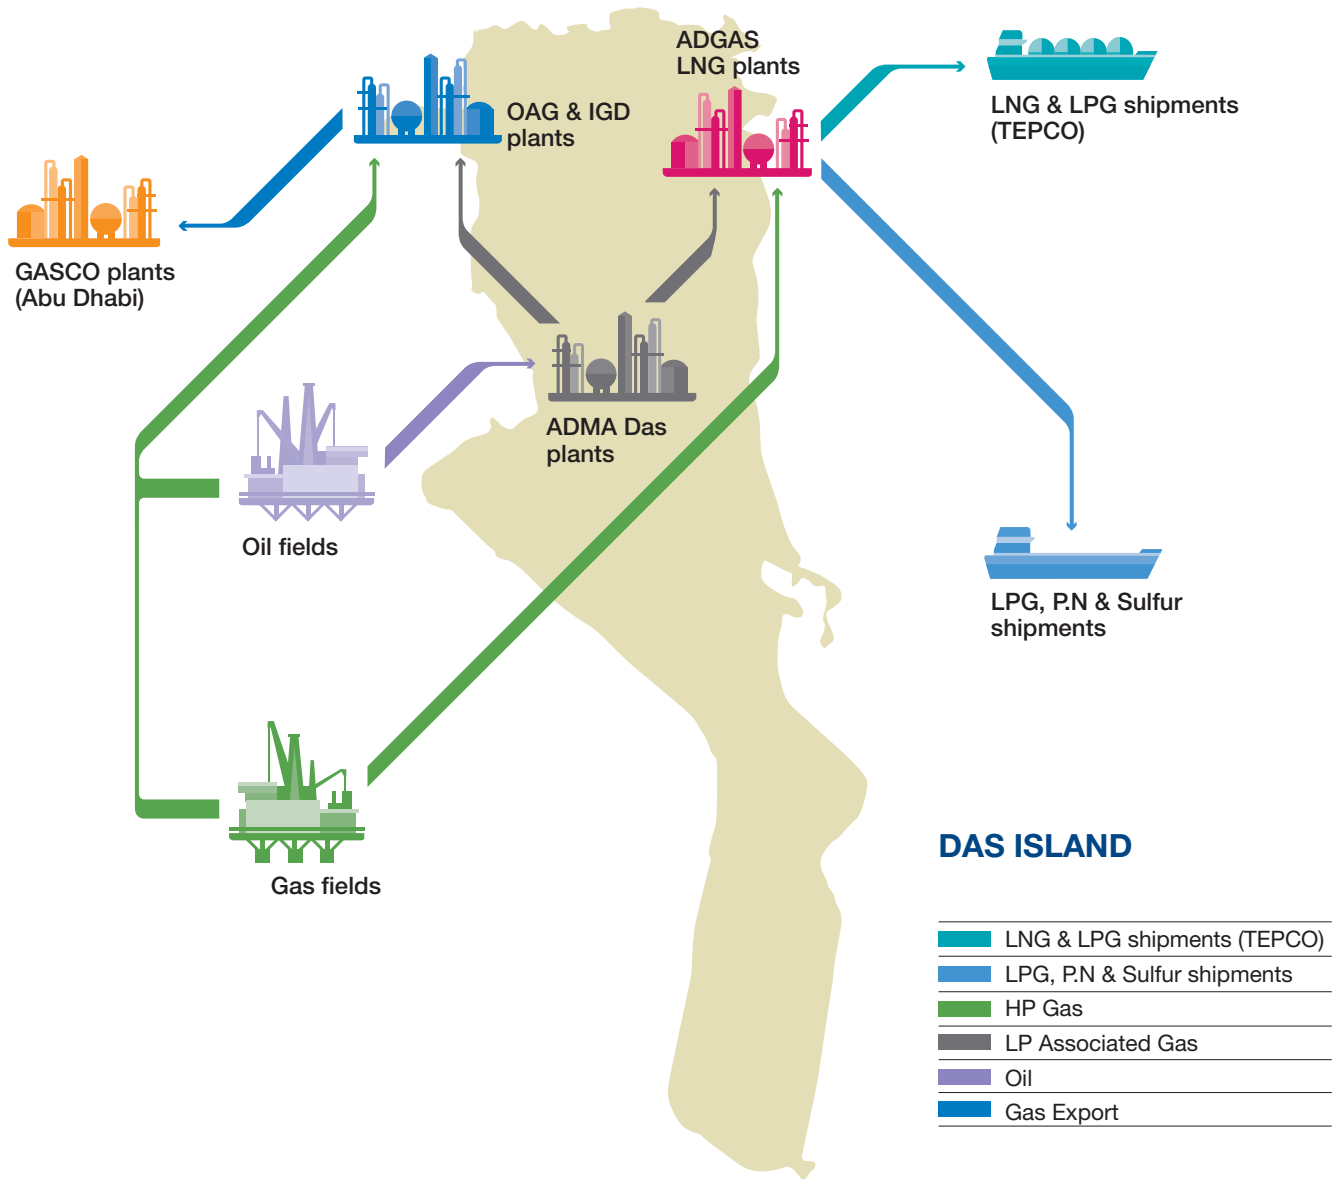 ADGAS
LNG plants
OAG & IGD
plants
LNG & LPG shipments
(TEPCO)
GASCO plants
(Abu Dhabi)
ADMA Das
plants
Oil fields
LPG, P.N & Sulfur
shipments
Gas fields
DAS ISLAND
LNG & LPG shipments (TEPCO)
LPG, P.N & Sulfur shipments
HP Gas
LP Associated Gas
Oil
Gas Export